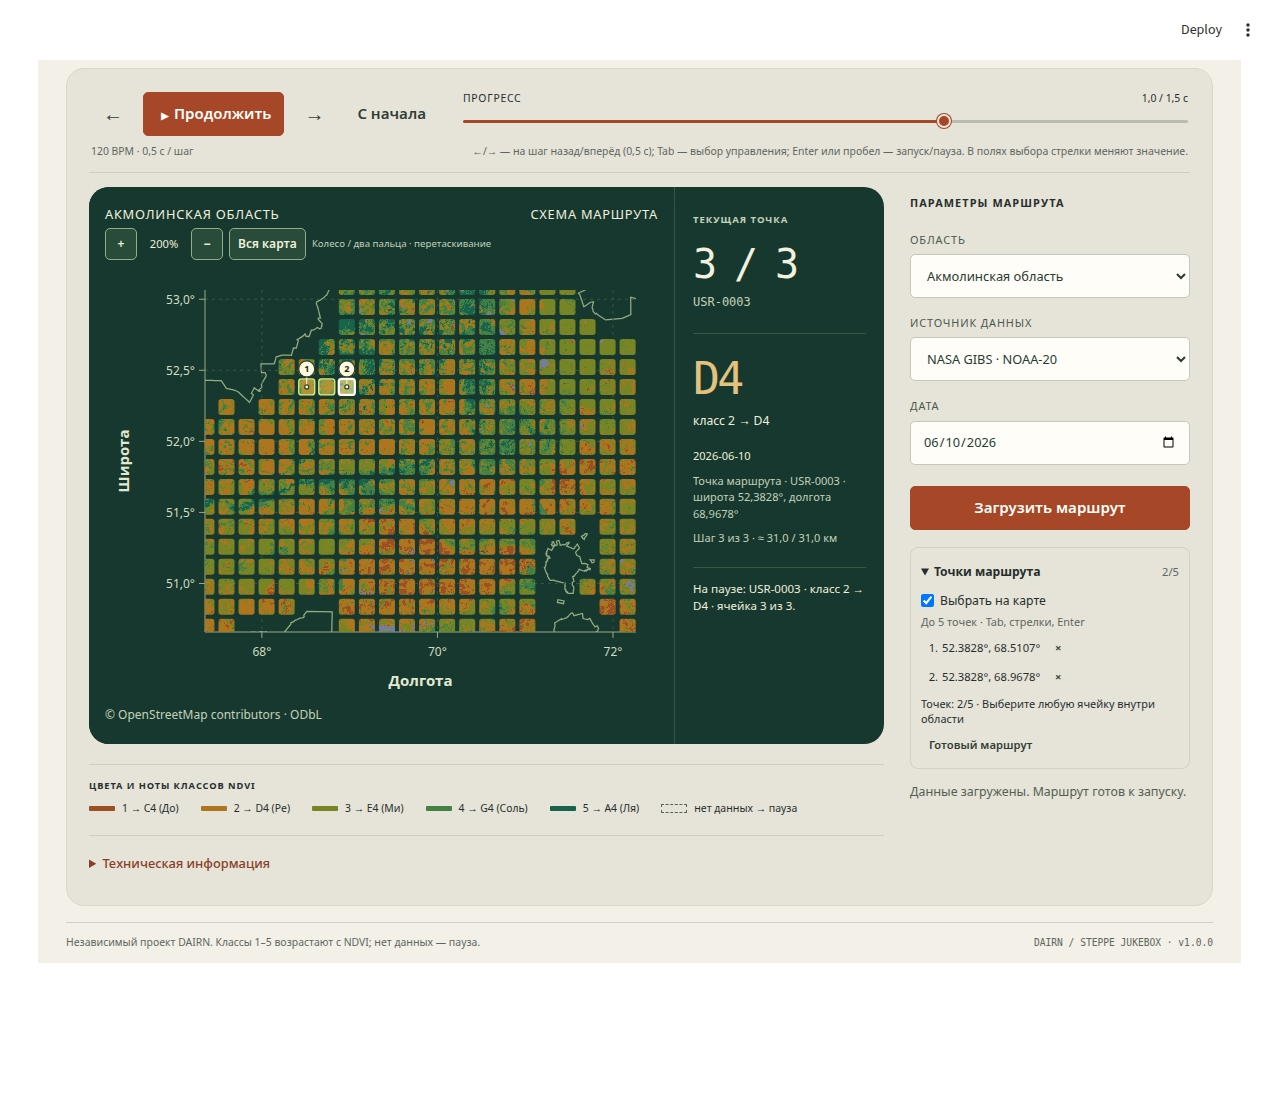 Deploy
← ▶ Продолжить → С начала
ПРОГРЕСС 1,0 / 1,5 с
120 BPM · 0,5 с / шаг
←/→ — на шаг назад/вперёд (0,5 с); Tab — выбор управления; Enter или пробел — запуск/пауза. В полях выбора стрелки меняют значение.
АКМОЛИНСКАЯ ОБЛАСТЬ СХЕМА МАРШРУТА
+ 200% − Вся карта Колесо / два пальца · перетаскивание
53,0°
52,5°
52,0°
51,5°
51,0°
1 2
Широта
68° 70° 72°
Долгота
© OpenStreetMap contributors · ODbL
ТЕКУЩАЯ ТОЧКА
3 / 3
USR-0003
D4
класс 2 → D4
2026-06-10
Точка маршрута · USR-0003 ·
широта 52,3828°, долгота
68,9678°
Шаг 3 из 3 · ≈ 31,0 / 31,0 км
На паузе: USR-0003 · класс 2 →
D4 · ячейка 3 из 3.
ПАРАМЕТРЫ МАРШРУТА
ОБЛАСТЬ
Акмолинская область
ИСТОЧНИК ДАННЫХ
NASA GIBS · NOAA-20
ДАТА
06/10/2026
Загрузить маршрут
▼ Точки маршрута 2/5
Выбрать на карте
До 5 точек · Tab, стрелки, Enter
1. 52.3828°, 68.5107° ×
2. 52.3828°, 68.9678° ×
Точек: 2/5 · Выберите любую ячейку внутри
области
Готовый маршрут
Данные загружены. Маршрут готов к запуску.
ЦВЕТА И НОТЫ КЛАССОВ NDVI
1 → C4 (До) 2 → D4 (Ре) 3 → E4 (Ми) 4 → G4 (Соль) 5 → A4 (Ля) нет данных → пауза
▶ Техническая информация
Независимый проект DAIRN. Классы 1–5 возрастают с NDVI; нет данных — пауза.
DAIRN / STEPPE JUKEBOX · v1.0.0